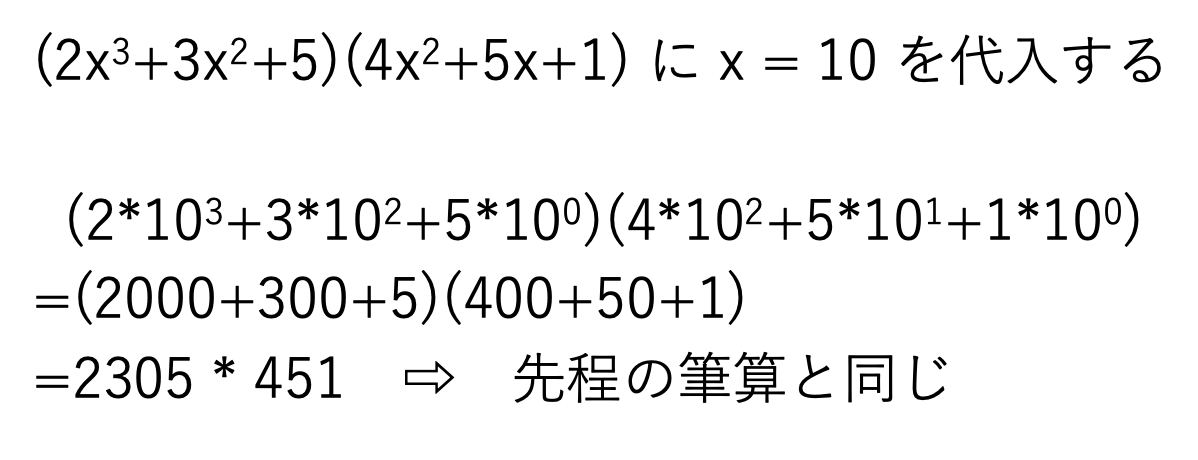 (2x³+3x²+5)(4x²+5x+1) に x = 10 を代入する
(2*10³+3*10²+5*10⁰)(4*10²+5*10¹+1*10⁰)
=(2000+300+5)(400+50+1)
=2305 * 451 ⇨ 先程の筆算と同じ